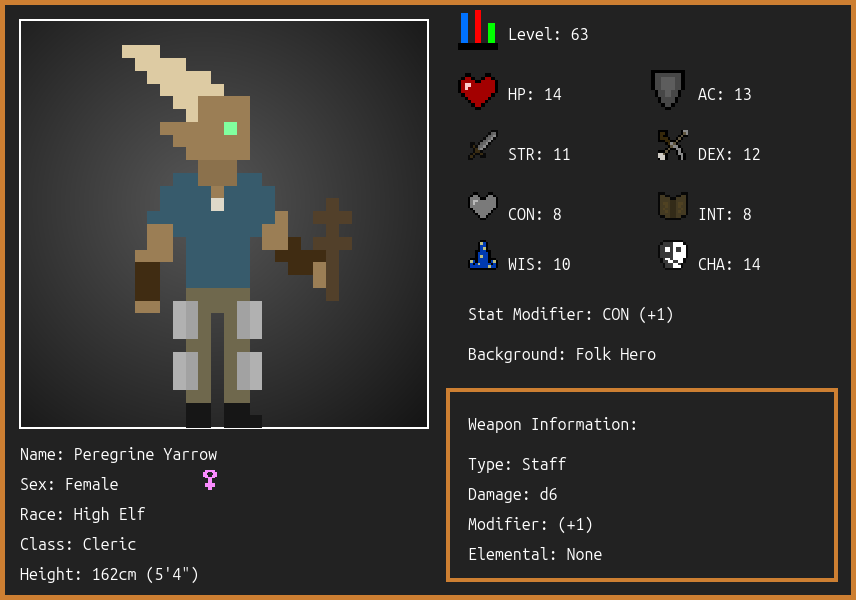 Level: 63
HP: 14
AC: 13
STR: 11
DEX: 12
CON: 8
INT: 8
WIS: 10
CHA: 14
Stat Modifier: CON (+1)
Background: Folk Hero
Weapon Information:
Type: Staff
Damage: d6
Modifier: (+1)
Elemental: None
Name: Peregrine Yarrow
Sex: Female
Race: High Elf
Class: Cleric
Height: 162cm (5'4")